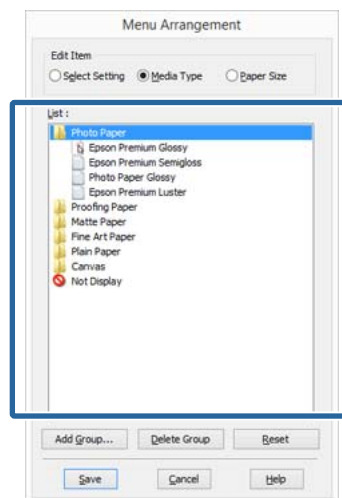 Menu Arrangement
Edit Item
Select Setting Media Type Paper Size
List :
Photo Paper
Epson Premium Glossy
Epson Premium Semigloss
Photo Paper Glossy
Epson Premium Luster
Proofing Paper
Matte Paper
Fine Art Paper
Plain Paper
Canvas
Not Display
Add Group... Delete Group Reset
Save Cancel Help